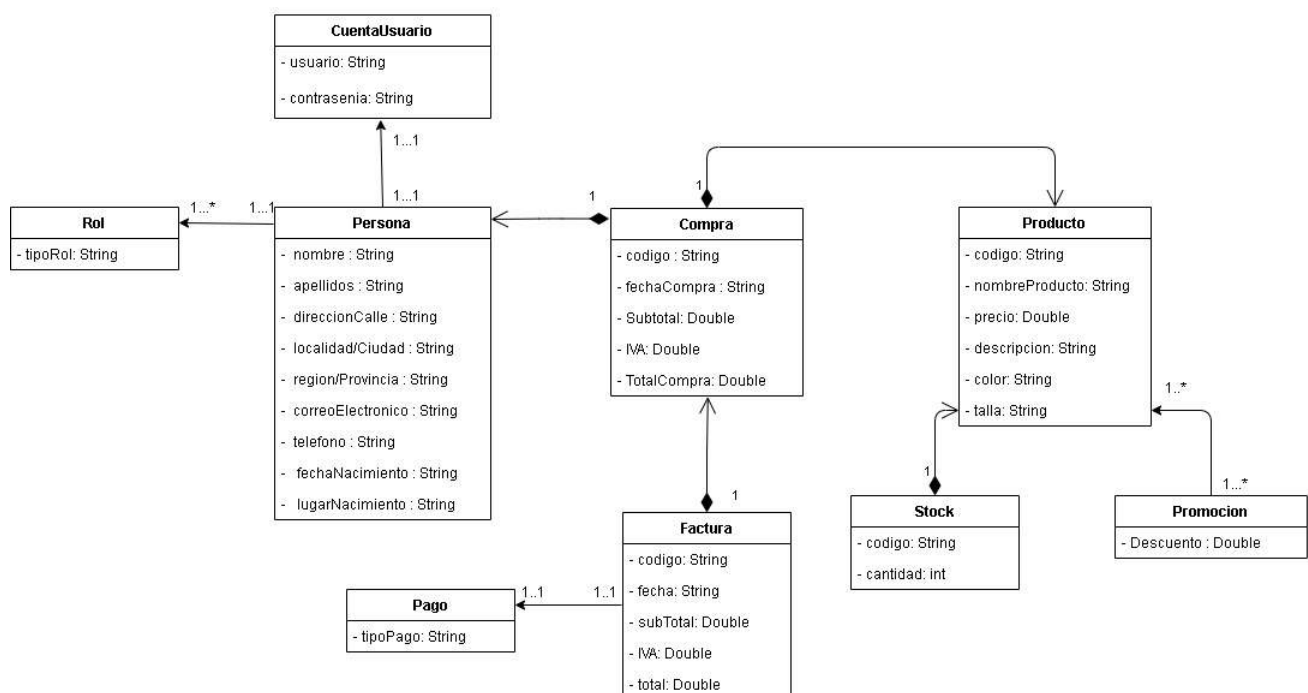 CuentaUsuario
- usuario: String
- contrasenia: String
1...1
1...1
Rol
- tipoRol: String
1...*
1...1
Persona
- nombre : String
- apellidos : String
- direccionCalle : String
- localidad/Ciudad : String
- region/Provincia : String
- correoElectronico : String
- telefono : String
- fechaNacimiento : String
- lugarNacimiento : String
1
1
Compra
- codigo : String
- fechaCompra : String
- Subtotal: Double
- IVA: Double
- TotalCompra: Double
Producto
- codigo: String
- nombreProducto: String
- precio: Double
- descripcion: String
- color: String
- talla: String
1..*
1
1...*
1
Stock
- codigo: String
- cantidad: int
Promocion
- Descuento : Double
Factura
- codigo: String
- fecha: String
- subTotal: Double
- IVA: Double
- total: Double
Pago
- tipoPago: String
1..1
1..1